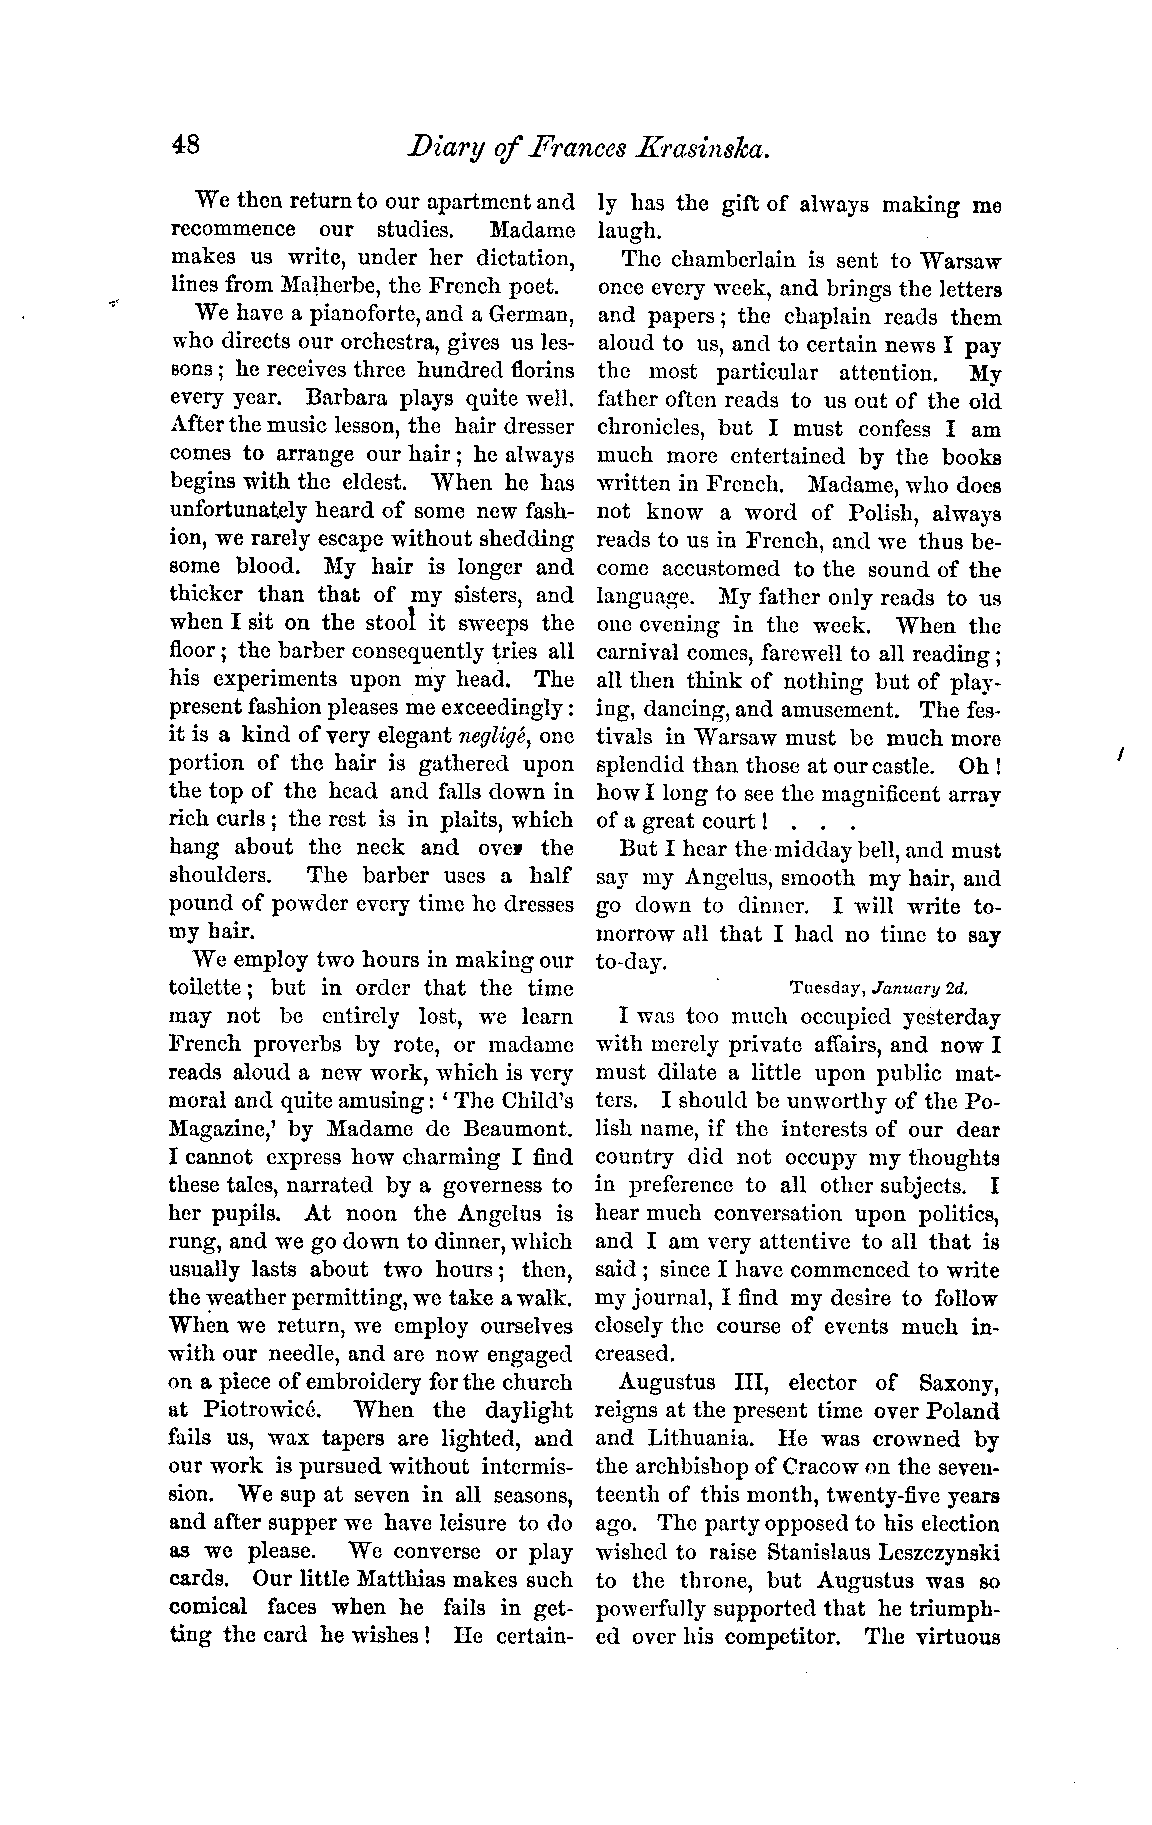 48
Diary of Frances Krasinska.
We then return to our apartment and
recommence our studies. Madame
makes us write, under her dictation,
lines from Malherbe, the French poet.
We have a pianoforte, and a German,
who directs our orchestra, gives us les-
sons; he receives three hundred florins
every year. Barbara plays quite well.
After the music lesson, the hair dresser
comes to arrange our hair; he always
begins with the eldest. When he has
unfortunately heard of some new fash-
ion, we rarely escape without shedding
some blood. My hair is longer and
thicker than that of my sisters, and
when I sit on the stool it sweeps the
floor; the barber consequently tries all
his experiments upon my head. The
present fashion pleases me exceedingly:
it is a kind of very elegant negligé, one
portion of the hair is gathered upon
the top of the head and falls down in
rich curls; the rest is in plaits, which
hang about the neck and over the
shoulders. The barber uses a half
pound of powder every time he dresses
my hair.
We employ two hours in making our
toilette; but in order that the time
may not be entirely lost, we learn
French proverbs by rote, or madame
reads aloud a new work, which is very
moral and quite amusing: 'The Child's
Magazine,' by Madame de Beaumont.
I cannot express how charming I find
these tales, narrated by a governess to
her pupils. At noon the Angelus is
rung, and we go down to dinner, which
usually lasts about two hours; then,
the weather permitting, we take a walk.
When we return, we employ ourselves
with our needle, and are now engaged
on a piece of embroidery for the church
at Piotrowicé. When the daylight
fails us, wax tapers are lighted, and
our work is pursued without intermis-
sion. We sup at seven in all seasons,
and after supper we have leisure to do
as we please. We converse or play
cards. Our little Matthias makes such
comical faces when he fails in get-
ting the card he wishes! He certain-
ly has the gift of always making me
laugh.
The chamberlain is sent to Warsaw
once every week, and brings the letters
and papers; the chaplain reads them
aloud to us, and to certain news I pay
the most particular attention. My
father often reads to us out of the old
chronicles, but I must confess I am
much more entertained by the books
written in French. Madame, who does
not know a word of Polish, always
reads to us in French, and we thus be-
come accustomed to the sound of the
language. My father only reads to us
one evening in the week. When the
carnival comes, farewell to all reading;
all then think of nothing but of play-
ing, dancing, and amusement. The fes-
tivals in Warsaw must be much more
splendid than those at our castle. Oh!
how I long to see the magnificent array
of a great court! . . .
But I hear the midday bell, and must
say my Angelus, smooth my hair, and
go down to dinner. I will write to-
morrow all that I had no time to say
to-day.
Tuesday, January 2d.
I was too much occupied yesterday
with merely private affairs, and now I
must dilate a little upon public mat-
ters. I should be unworthy of the Po-
lish name, if the interests of our dear
country did not occupy my thoughts
in preference to all other subjects. I
hear much conversation upon politics,
and I am very attentive to all that is
said; since I have commenced to write
my journal, I find my desire to follow
closely the course of events much in-
creased.
Augustus III, elector of Saxony,
reigns at the present time over Poland
and Lithuania. He was crowned by
the archbishop of Cracow on the seven-
teenth of this month, twenty-five years
ago. The party opposed to his election
wished to raise Stanislaus Leszczynski
to the throne, but Augustus was so
powerfully supported that he triumph-
ed over his competitor. The virtuous